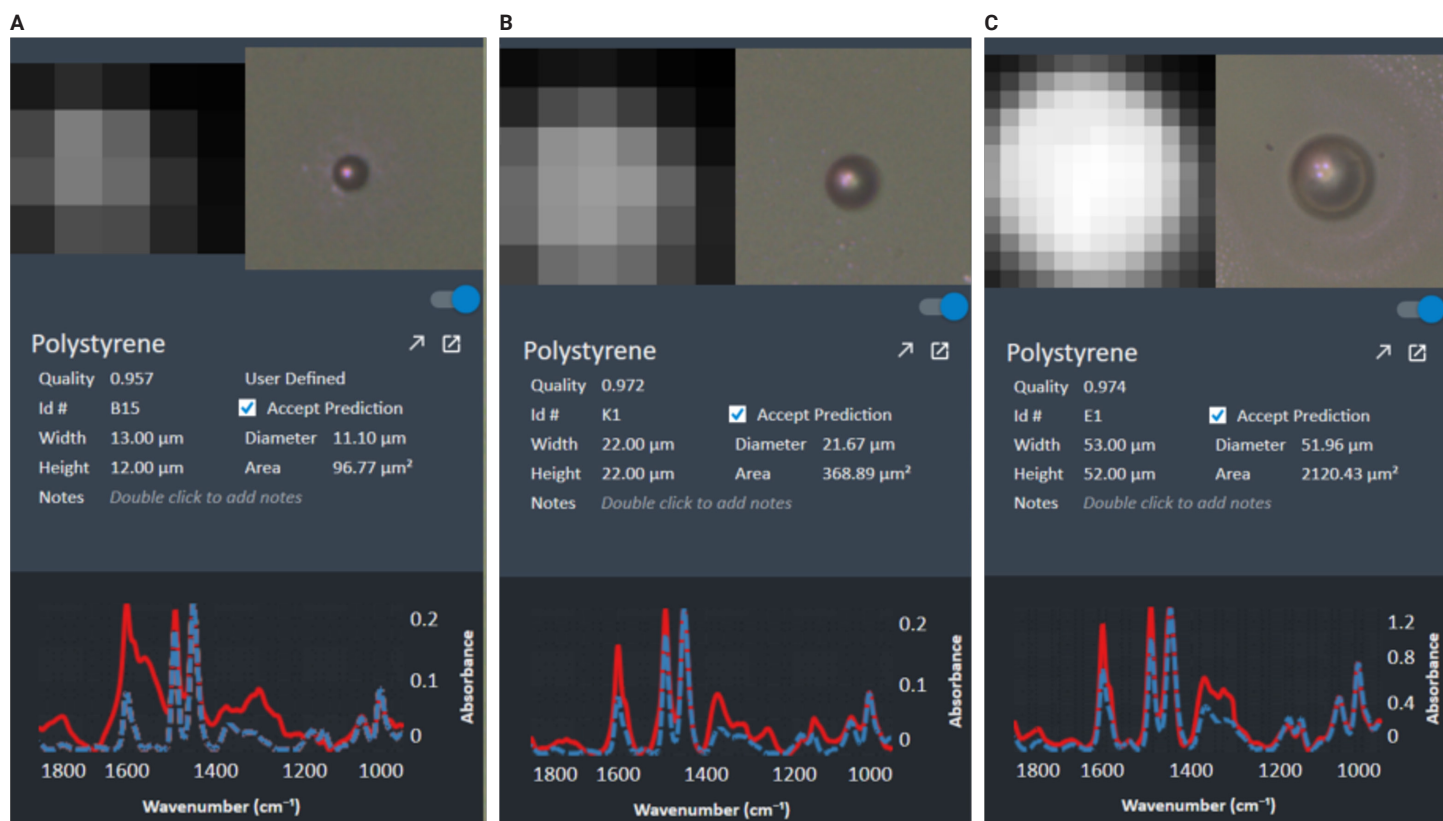 A
Polystyrene
Quality 0.957 User Defined
Id # B15 Accept Prediction
Width 13.00 µm Diameter 11.10 µm
Height 12.00 µm Area 96.77 µm²
Notes Double click to add notes
0.2
0.1
0
Absorbance
1800 1600 1400 1200 1000
Wavenumber (cm⁻¹)
B
Polystyrene
Quality 0.972
Id # K1 Accept Prediction
Width 22.00 µm Diameter 21.67 µm
Height 22.00 µm Area 368.89 µm²
Notes Double click to add notes
0.2
0.1
0
Absorbance
1800 1600 1400 1200 1000
Wavenumber (cm⁻¹)
C
Polystyrene
Quality 0.974
Id # E1 Accept Prediction
Width 53.00 µm Diameter 51.96 µm
Height 52.00 µm Area 2120.43 µm²
Notes Double click to add notes
1.2
0.8
0.4
0
Absorbance
1800 1600 1400 1200 1000
Wavenumber (cm⁻¹)